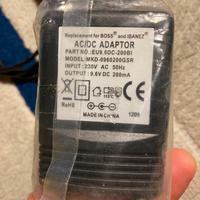 Replacement for BOSS® and IBANEZ®
AC/DC ADAPTOR
PART NO.:EU9.6DC-200BI
MODEL:MKD-0960200GSR
INPUT:230V AC 50Hz
OUTPUT:9.6V DC 200mA
MADE IN CHINA 1205